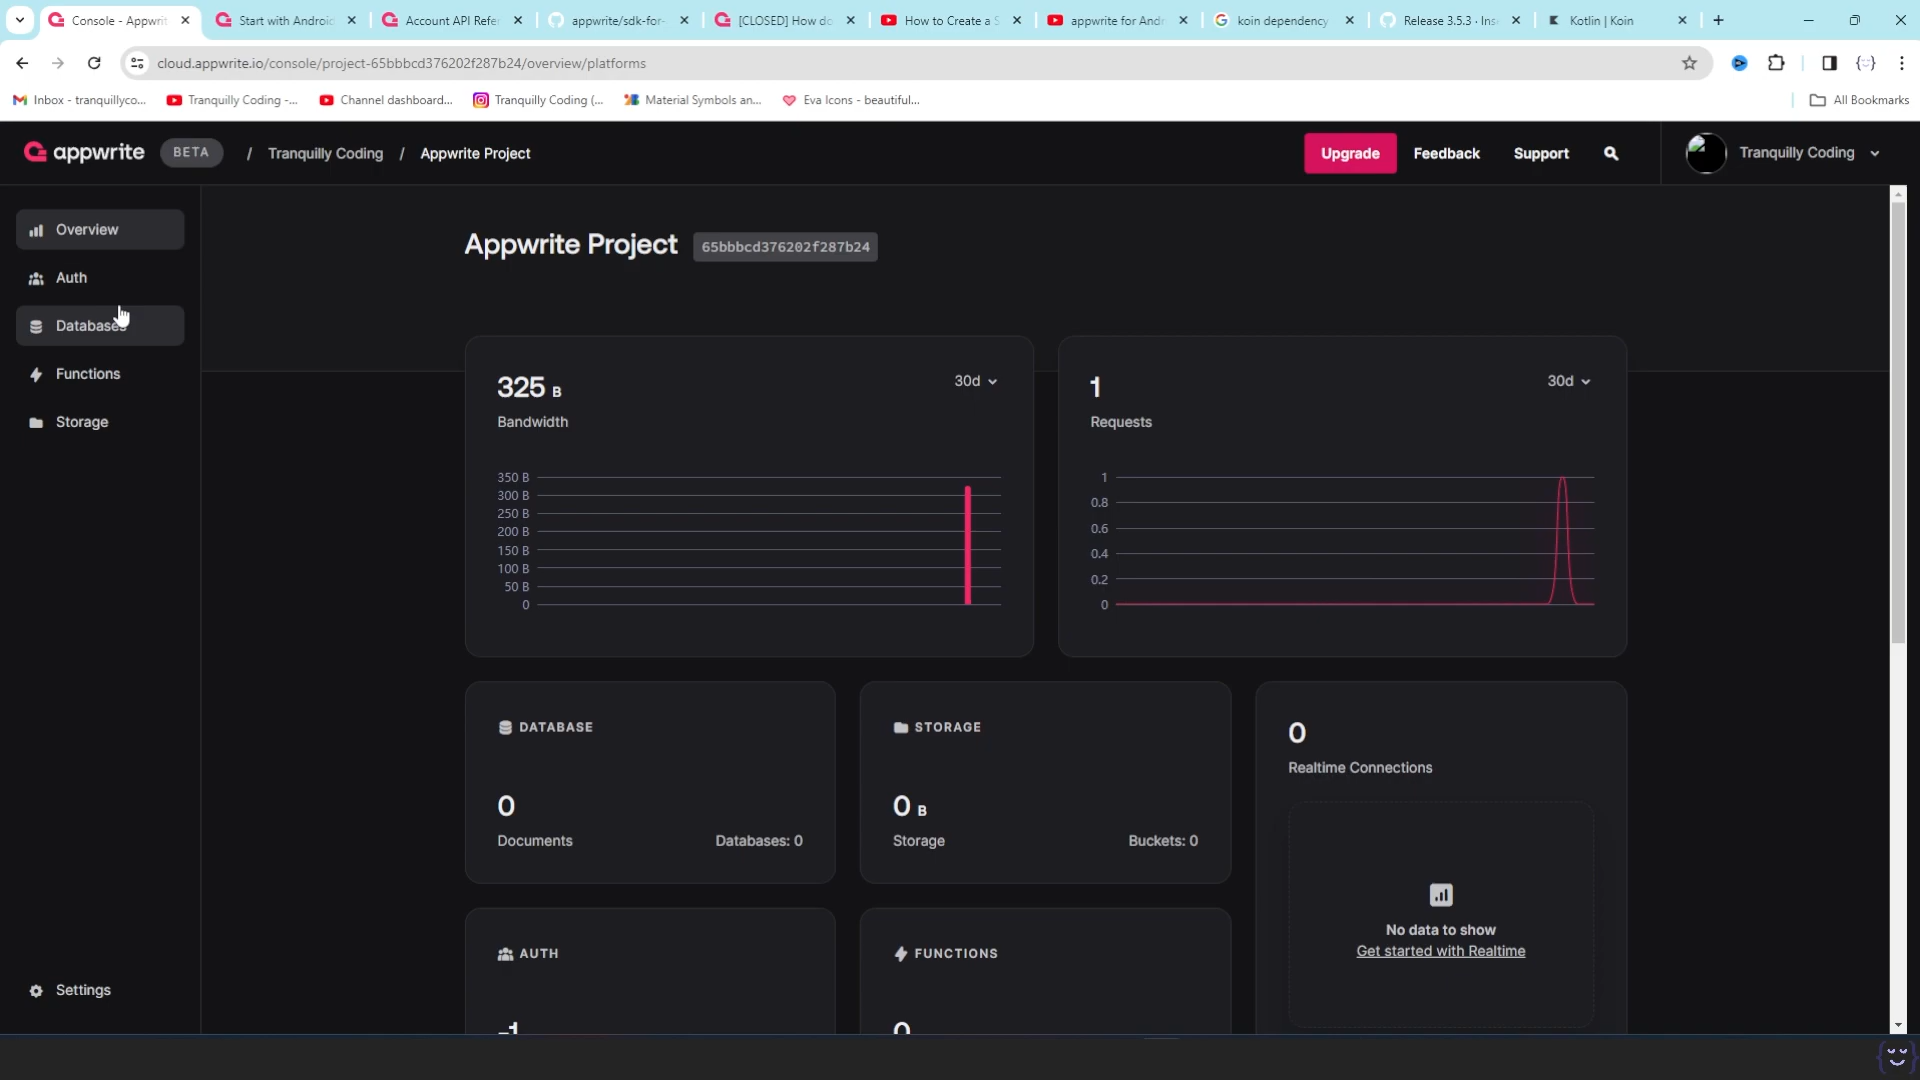 Console - Appwri
Start with Android
Account API Refe
appwrite/sdk-for-
[CLOSED] How do
How to Create a S
appwrite for Andr
koin dependency
Release 3.5.3 · Ins
Kotlin | Koin
cloud.appwrite.io/console/project-65bbbcd376202f287b24/overview/platforms
Inbox - tranquillyco...
Tranquilly Coding -...
Channel dashboard...
Tranquilly Coding (...
Material Symbols an...
Eva Icons - beautiful...
All Bookmarks
appwrite BETA / Tranquilly Coding / Appwrite Project
Upgrade
Feedback
Support
Tranquilly Coding
Overview
Auth
Databases
Functions
Storage
Settings
Appwrite Project 65bbbcd376202f287b24
325 B
30d
Bandwidth
350 B
300 B
250 B
200 B
150 B
100 B
50 B
0
1
30d
Requests
1
0.8
0.6
0.4
0.2
0
DATABASE
0
Documents
Databases: 0
STORAGE
0 B
Storage
Buckets: 0
0
Realtime Connections
No data to show
Get started with Realtime
AUTH
-1
FUNCTIONS
0